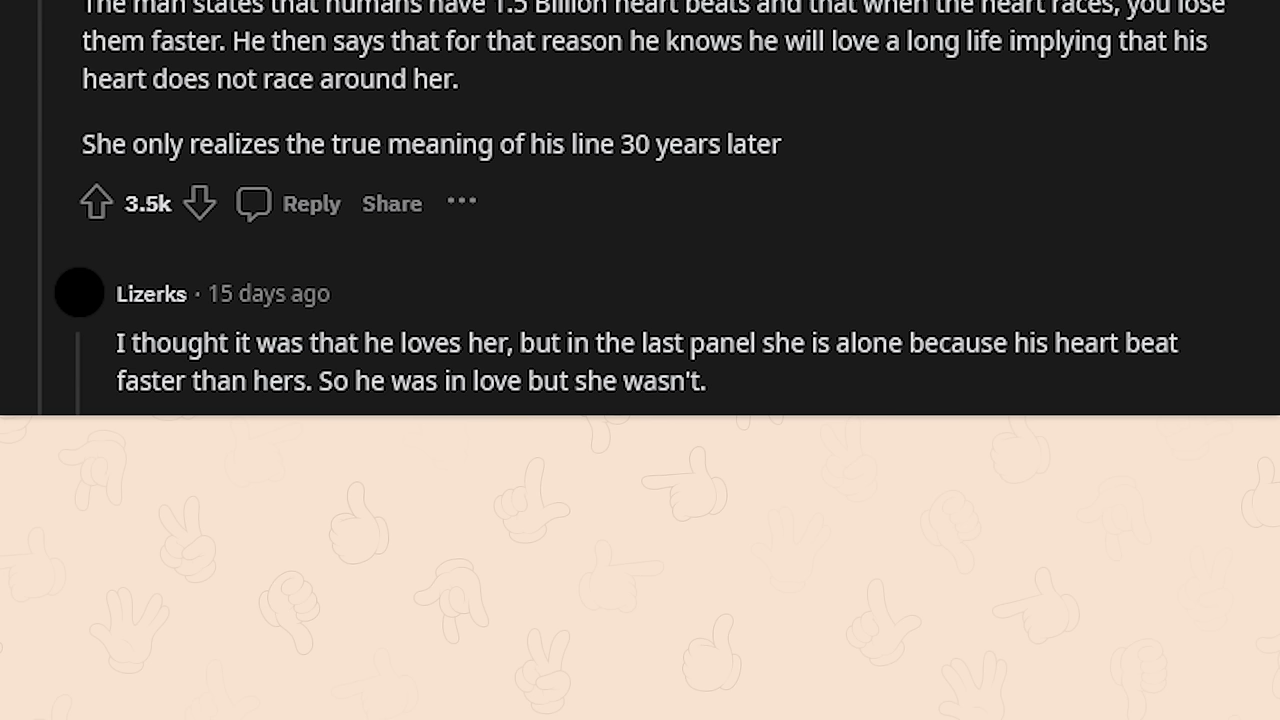 The man states that humans have 1.5 Billion heart beats and that when the heart races, you lose
them faster. He then says that for that reason he knows he will love a long life implying that his
heart does not race around her.
She only realizes the true meaning of his line 30 years later
3.5k Reply Share •••
Lizerks · 15 days ago
I thought it was that he loves her, but in the last panel she is alone because his heart beat
faster than hers. So he was in love but she wasn't.